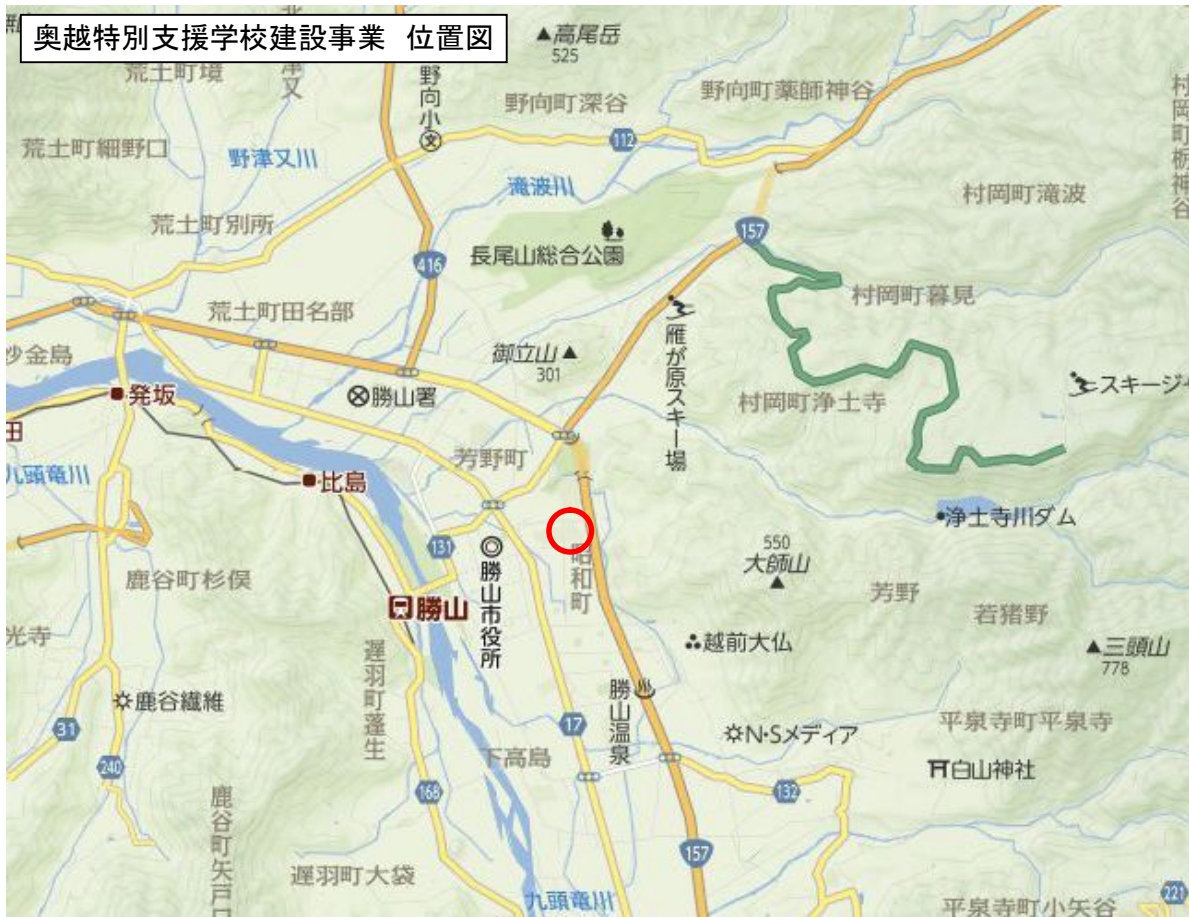 奥越特別支援学校建設事業 位置図
高尾岳
525
荒土町境
野向小
野向町深谷
野向町薬師神谷
村岡町栃神谷
荒土町細野口
野津又川
112
滝波川
村岡町滝波
荒土町別所
157
長尾山総合公園
416
荒土町田名部
村岡町暮見
雁が原スキー場
御立山
301
勝山署
村岡町浄土寺
スキージ
発坂
田
芳野町
九頭竜川
比島
浄土寺川ダム
131
勝山市役所
昭和町
550
大師山
鹿谷町杉俣
芳野
若猪野
勝山
光寺
遅羽町蓬生
越前大仏
三頭山
778
鹿谷繊維
勝山温泉
31
17
N・Sメディア
平泉寺町平泉寺
下高島
240
白山神社
168
132
鹿谷町矢戸口
157
遅羽町大袋
九頭竜川
平泉寺町小矢谷
221